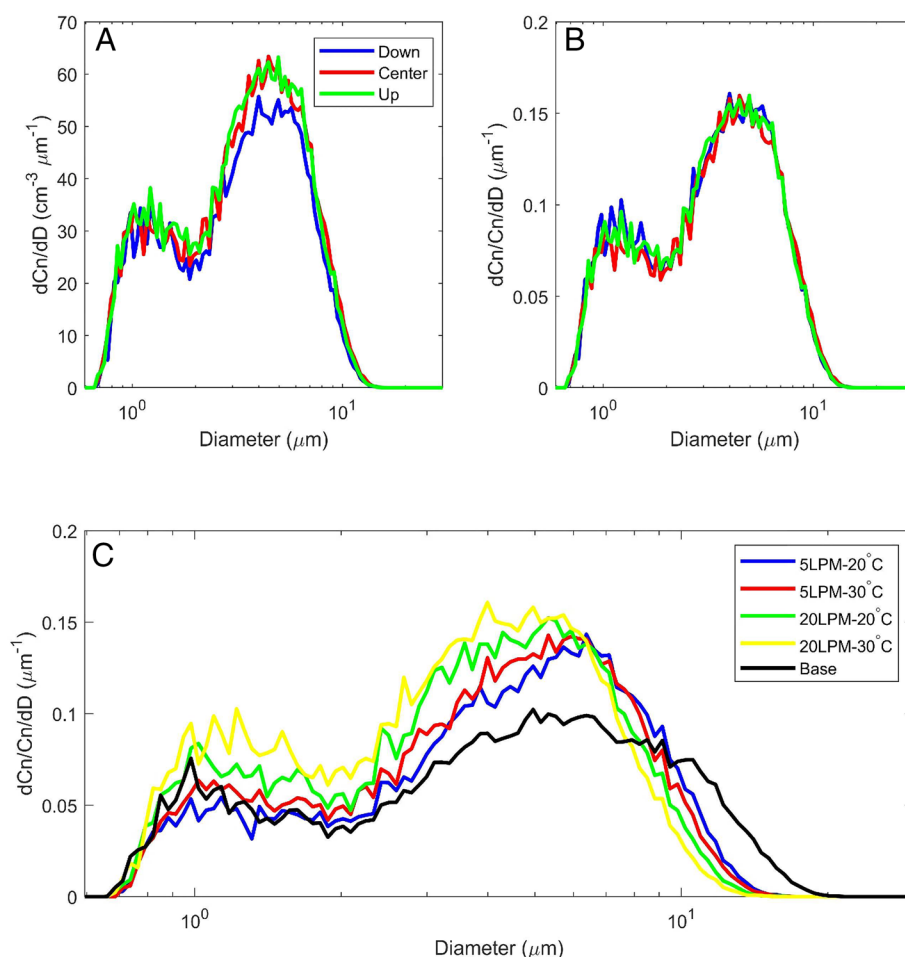 A
70
60
50
40
30
20
10
0
dCn/dD (cm⁻³ μm⁻¹)
10⁰
10¹
Diameter (μm)
Down
Center
Up
B
0.2
0.15
0.1
0.05
0
dCn/Cn/dD (μm⁻¹)
10⁰
10¹
Diameter (μm)
C
0.2
0.15
0.1
0.05
0
dCn/Cn/dD (μm⁻¹)
10⁰
10¹
Diameter (μm)
5LPM-20°C
5LPM-30°C
20LPM-20°C
20LPM-30°C
Base